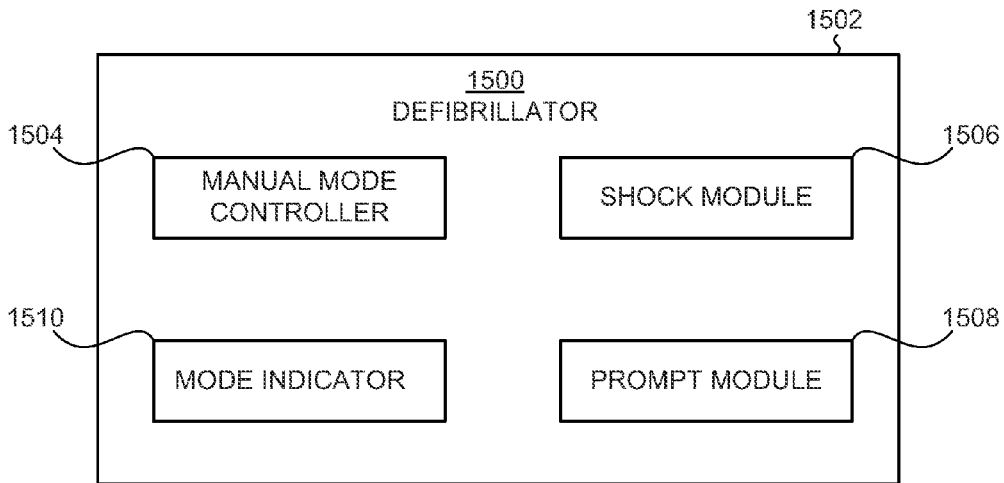 1502
1500
DEFIBRILLATOR
1504
1506
MANUAL MODE
CONTROLLER
SHOCK MODULE
1510
1508
MODE INDICATOR
PROMPT MODULE